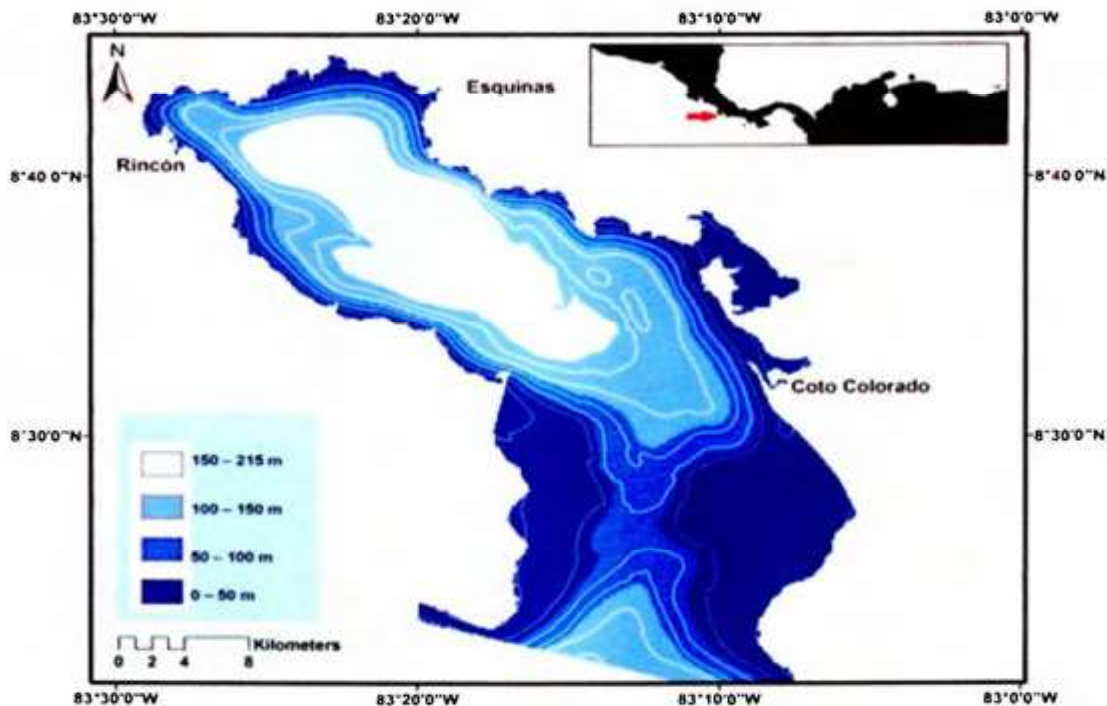 83°30'0"W 83°20'0"W 83°10'0"W 83°0'0"W
N
Esquinas
Rincón
8°40'0"N 8°40'0"N
Coto Colorado
8°30'0"N 8°30'0"N
150 – 215 m
100 – 150 m
50 – 100 m
0 – 50 m
Kilometers
0 2 4 8
83°30'0"W 83°20'0"W 83°10'0"W 83°0'0"W